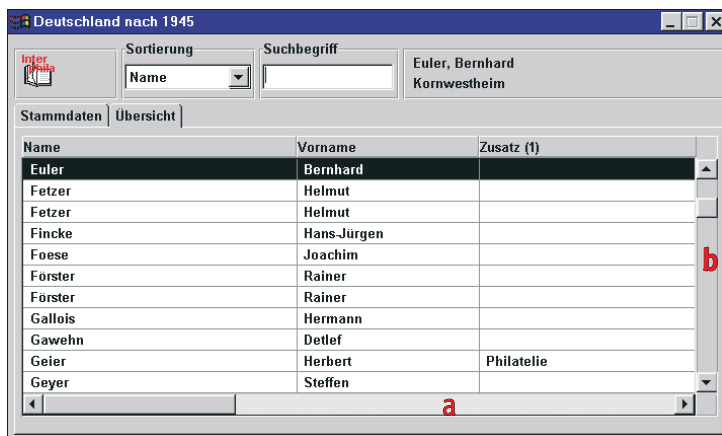 Deutschland nach 1945
Inter
Phila
Sortierung
Name
Suchbegriff
Euler, Bernhard
Kornwestheim
Stammdaten Übersicht
Name Vorname Zusatz (1)
Euler Bernhard
Fetzer Helmut
Fetzer Helmut
Fincke Hans-Jürgen
Foese Joachim
Förster Rainer
Förster Rainer
Gallois Hermann
Gawehn Detlef
Geier Herbert Philatelie
Geyer Steffen
a
b